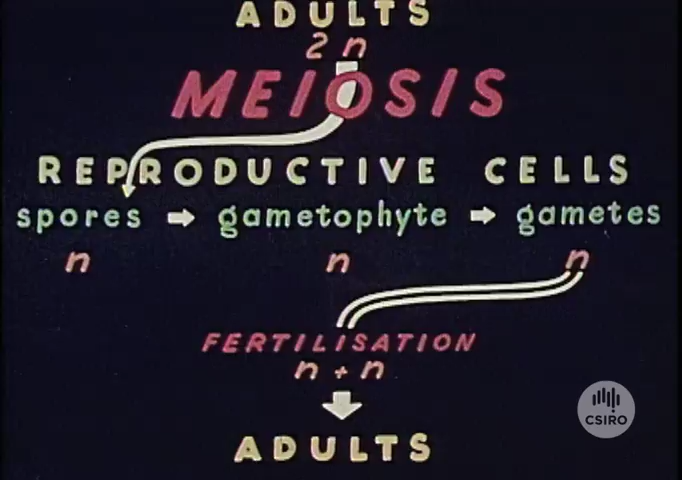 ADULTS
2n
MEIOSIS
REPRODUCTIVE CELLS
spores ➡ gametophyte ➡ gametes
n n n
FERTILISATION
n + n
ADULTS
CSIRO